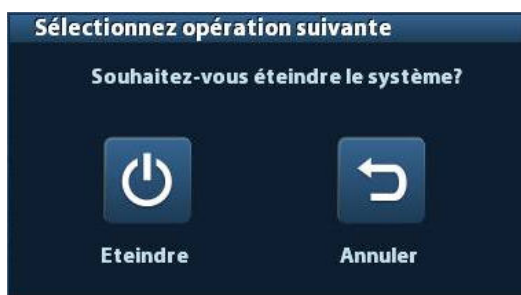 Sélectionnez opération suivante
Souhaitez-vous éteindre le système?
Eteindre
Annuler